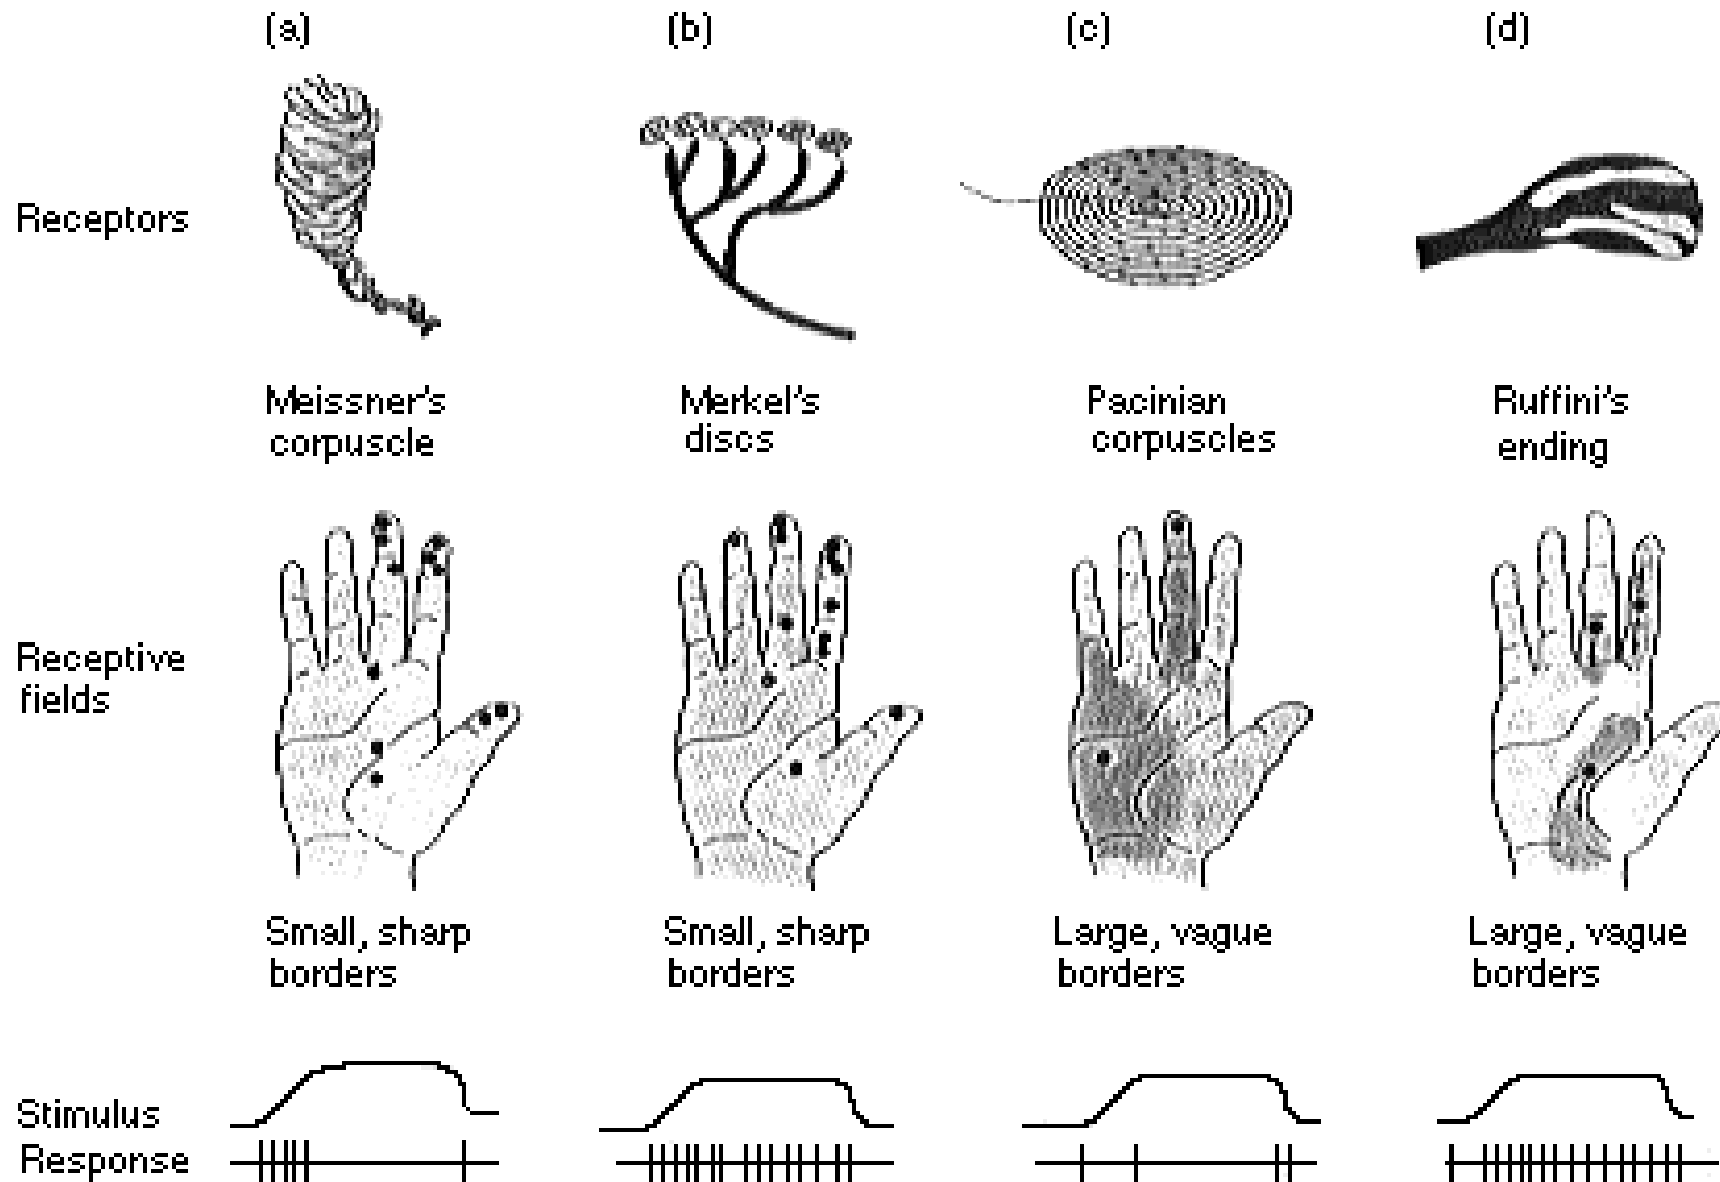 (a) (b) (c) (d)
Receptors
Meissner's corpuscle
Merkel's discs
Pacinian corpuscles
Ruffini's ending
Receptive fields
Small, sharp borders
Small, sharp borders
Large, vague borders
Large, vague borders
Stimulus
Response